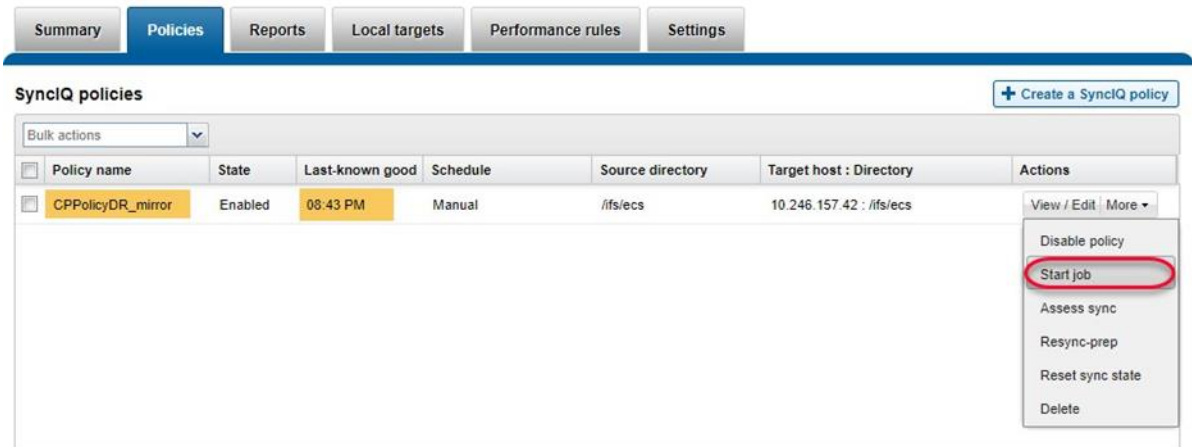 Summary Policies Reports Local targets Performance rules Settings
SyncIQ policies + Create a SyncIQ policy
Bulk actions
Policy name State Last-known good Schedule Source directory Target host : Directory Actions
CPPolicyDR_mirror Enabled 08:43 PM Manual /ifs/ecs 10.246.157.42 : /ifs/ecs View / Edit More
Disable policy
Start job
Assess sync
Resync-prep
Reset sync state
Delete